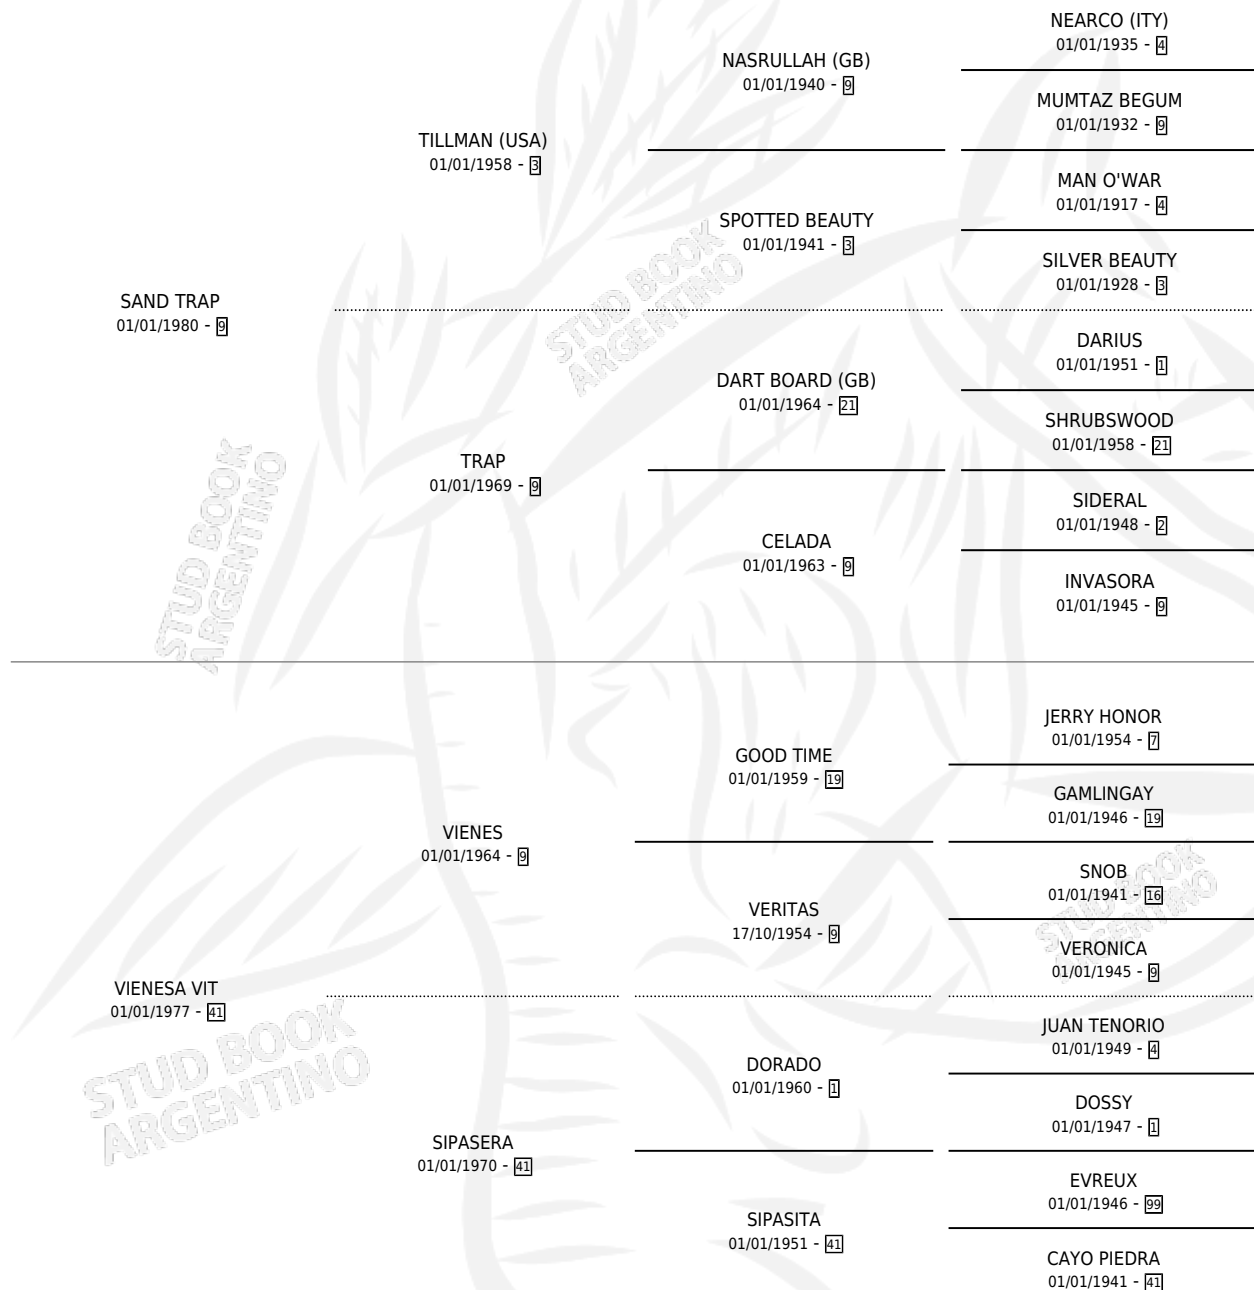 NEARCO (ITY)
01/01/1935 - 4
NASRULLAH (GB)
01/01/1940 - 9
MUMTAZ BEGUM
01/01/1932 - 9
TILLMAN (USA)
01/01/1958 - 3
MAN O'WAR
01/01/1917 - 4
SPOTTED BEAUTY
01/01/1941 - 3
SILVER BEAUTY
01/01/1928 - 3
SAND TRAP
01/01/1980 - 9
DARIUS
01/01/1951 - 1
DART BOARD (GB)
01/01/1964 - 21
SHRUBSWOOD
01/01/1958 - 21
TRAP
01/01/1969 - 9
SIDERAL
01/01/1948 - 2
CELADA
01/01/1963 - 9
INVASORA
01/01/1945 - 9
JERRY HONOR
01/01/1954 - 7
GOOD TIME
01/01/1959 - 19
GAMLINGAY
01/01/1946 - 19
VIENES
01/01/1964 - 9
SNOB
01/01/1941 - 16
VERITAS
17/10/1954 - 9
VERONICA
01/01/1945 - 9
VIENESA VIT
01/01/1977 - 41
JUAN TENORIO
01/01/1949 - 4
DORADO
01/01/1960 - 1
DOSSY
01/01/1947 - 1
SIPASERA
01/01/1970 - 41
EVREUX
01/01/1946 - 99
SIPASITA
01/01/1951 - 41
CAYO PIEDRA
01/01/1941 - 41
STUD BOOK
ARGENTINO
STUD BOOK
ARGENTINO
STUD BOOK
ARGENTINO
STUD BOOK
ARGENTINO